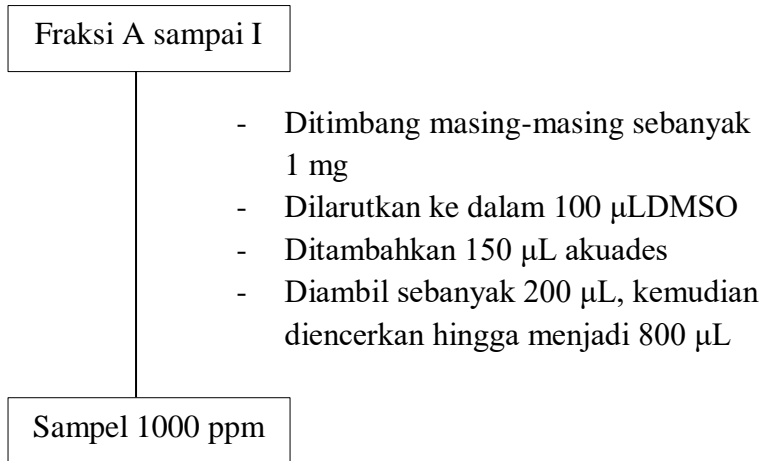 Fraksi A sampai I
- Ditimbang masing-masing sebanyak
1 mg
- Dilarutkan ke dalam 100 μLDMSO
- Ditambahkan 150 μL akuades
- Diambil sebanyak 200 μL, kemudian
diencerkan hingga menjadi 800 μL
Sampel 1000 ppm